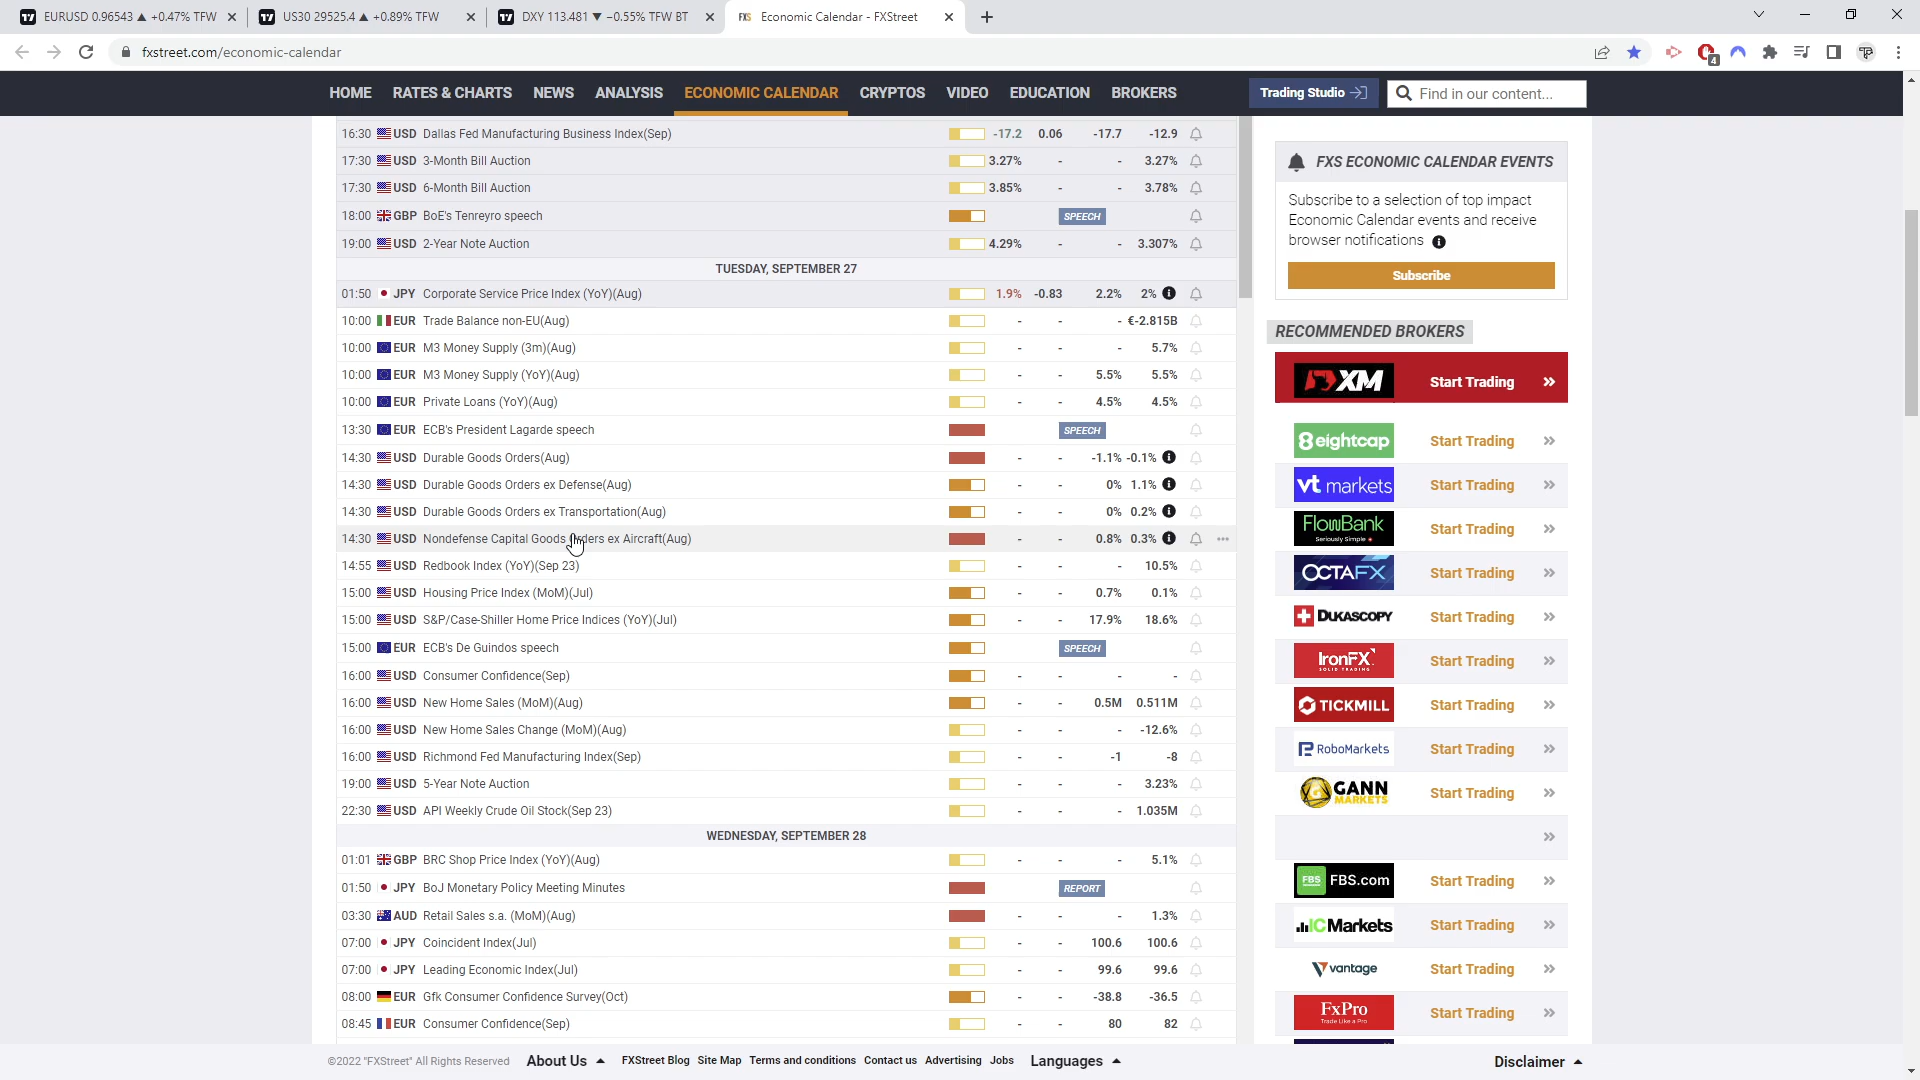 EURUSD 0.96543 ▲ +0.47% TFW
US30 29525.4 ▲ +0.89% TFW
DXY 113.481 ▼ −0.55% TFW BT
FXS Economic Calendar - FXStreet
fxstreet.com/economic-calendar
4
HOME RATES & CHARTS NEWS ANALYSIS ECONOMIC CALENDAR CRYPTOS VIDEO EDUCATION BROKERS Trading Studio Find in our content...
16:30 USD Dallas Fed Manufacturing Business Index(Sep) -17.2 0.06 -17.7 -12.9
17:30 USD 3-Month Bill Auction 3.27% - - 3.27%
17:30 USD 6-Month Bill Auction 3.85% - - 3.78%
18:00 GBP BoE's Tenreyro speech SPEECH
19:00 USD 2-Year Note Auction 4.29% - - 3.307%
TUESDAY, SEPTEMBER 27
01:50 JPY Corporate Service Price Index (YoY)(Aug) 1.9% -0.83 2.2% 2%
10:00 EUR Trade Balance non-EU(Aug) - - - €-2.815B
10:00 EUR M3 Money Supply (3m)(Aug) - - - 5.7%
10:00 EUR M3 Money Supply (YoY)(Aug) - - 5.5% 5.5%
10:00 EUR Private Loans (YoY)(Aug) - - 4.5% 4.5%
13:30 EUR ECB's President Lagarde speech SPEECH
14:30 USD Durable Goods Orders(Aug) - - -1.1% -0.1%
14:30 USD Durable Goods Orders ex Defense(Aug) - - 0% 1.1%
14:30 USD Durable Goods Orders ex Transportation(Aug) - - 0% 0.2%
14:30 USD Nondefense Capital Goods Orders ex Aircraft(Aug) - - 0.8% 0.3%
14:55 USD Redbook Index (YoY)(Sep 23) - - - 10.5%
15:00 USD Housing Price Index (MoM)(Jul) - - 0.7% 0.1%
15:00 USD S&P/Case-Shiller Home Price Indices (YoY)(Jul) - - 17.9% 18.6%
15:00 EUR ECB's De Guindos speech SPEECH
16:00 USD Consumer Confidence(Sep) - - - -
16:00 USD New Home Sales (MoM)(Aug) - - 0.5M 0.511M
16:00 USD New Home Sales Change (MoM)(Aug) - - - -12.6%
16:00 USD Richmond Fed Manufacturing Index(Sep) - - -1 -8
19:00 USD 5-Year Note Auction - - - 3.23%
22:30 USD API Weekly Crude Oil Stock(Sep 23) - - - 1.035M
WEDNESDAY, SEPTEMBER 28
01:01 GBP BRC Shop Price Index (YoY)(Aug) - - - 5.1%
01:50 JPY BoJ Monetary Policy Meeting Minutes REPORT
03:30 AUD Retail Sales s.a. (MoM)(Aug) - - - 1.3%
07:00 JPY Coincident Index(Jul) - - 100.6 100.6
07:00 JPY Leading Economic Index(Jul) - - 99.6 99.6
08:00 EUR Gfk Consumer Confidence Survey(Oct) - - -38.8 -36.5
08:45 EUR Consumer Confidence(Sep) - - 80 82
FXS ECONOMIC CALENDAR EVENTS
Subscribe to a selection of top impact
Economic Calendar events and receive
browser notifications
Subscribe
RECOMMENDED BROKERS
XM Start Trading »
8eightcap Start Trading »
vt markets Start Trading »
FlowBank Seriously Simple Start Trading »
OCTAFX Start Trading »
DUKASCOPY Start Trading »
IronFX SOLID TRADING Start Trading »
TICKMILL Start Trading »
RoboMarkets Start Trading »
GANN MARKETS Start Trading »
»
FBS FBS.com Start Trading »
ICMarkets Start Trading »
vantage Start Trading »
FxPro Trade Like a Pro Start Trading »
©2022 "FXStreet" All Rights Reserved About Us FXStreet Blog Site Map Terms and conditions Contact us Advertising Jobs Languages Disclaimer